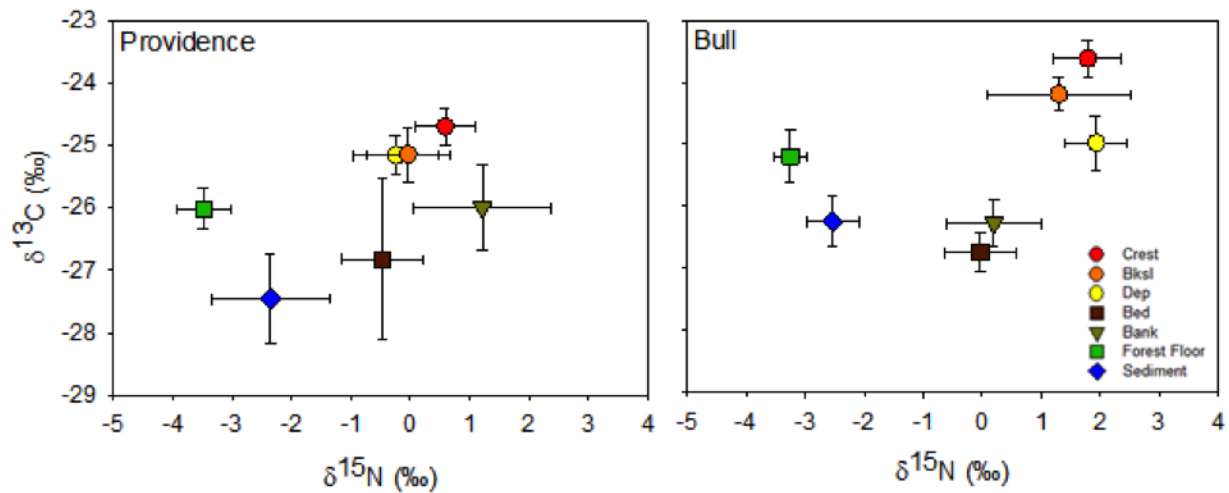 Providence
Bull
-23
-24
-25
-26
-27
-28
-29
δ13C (‰)
-5 -4 -3 -2 -1 0 1 2 3 4
-5 -4 -3 -2 -1 0 1 2 3 4
δ15N (‰)
δ15N (‰)
Crest
Bksl
Dep
Bed
Bank
Forest Floor
Sediment